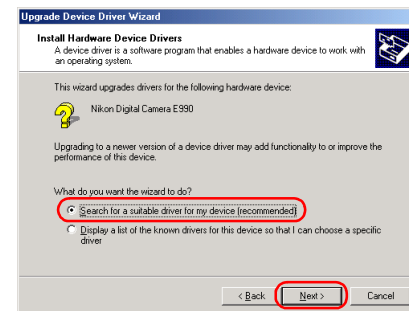 Upgrade Device Driver Wizard
Install Hardware Device Drivers
A device driver is a software program that enables a hardware device to work with
an operating system.
This wizard upgrades drivers for the following hardware device:
Nikon Digital Camera E990
Upgrading to a newer version of a device driver may add functionality to or improve the
performance of this device.
What do you want the wizard to do?
Search for a suitable driver for my device (recommended)
Display a list of the known drivers for this device so that I can choose a specific
driver
< Back Next > Cancel